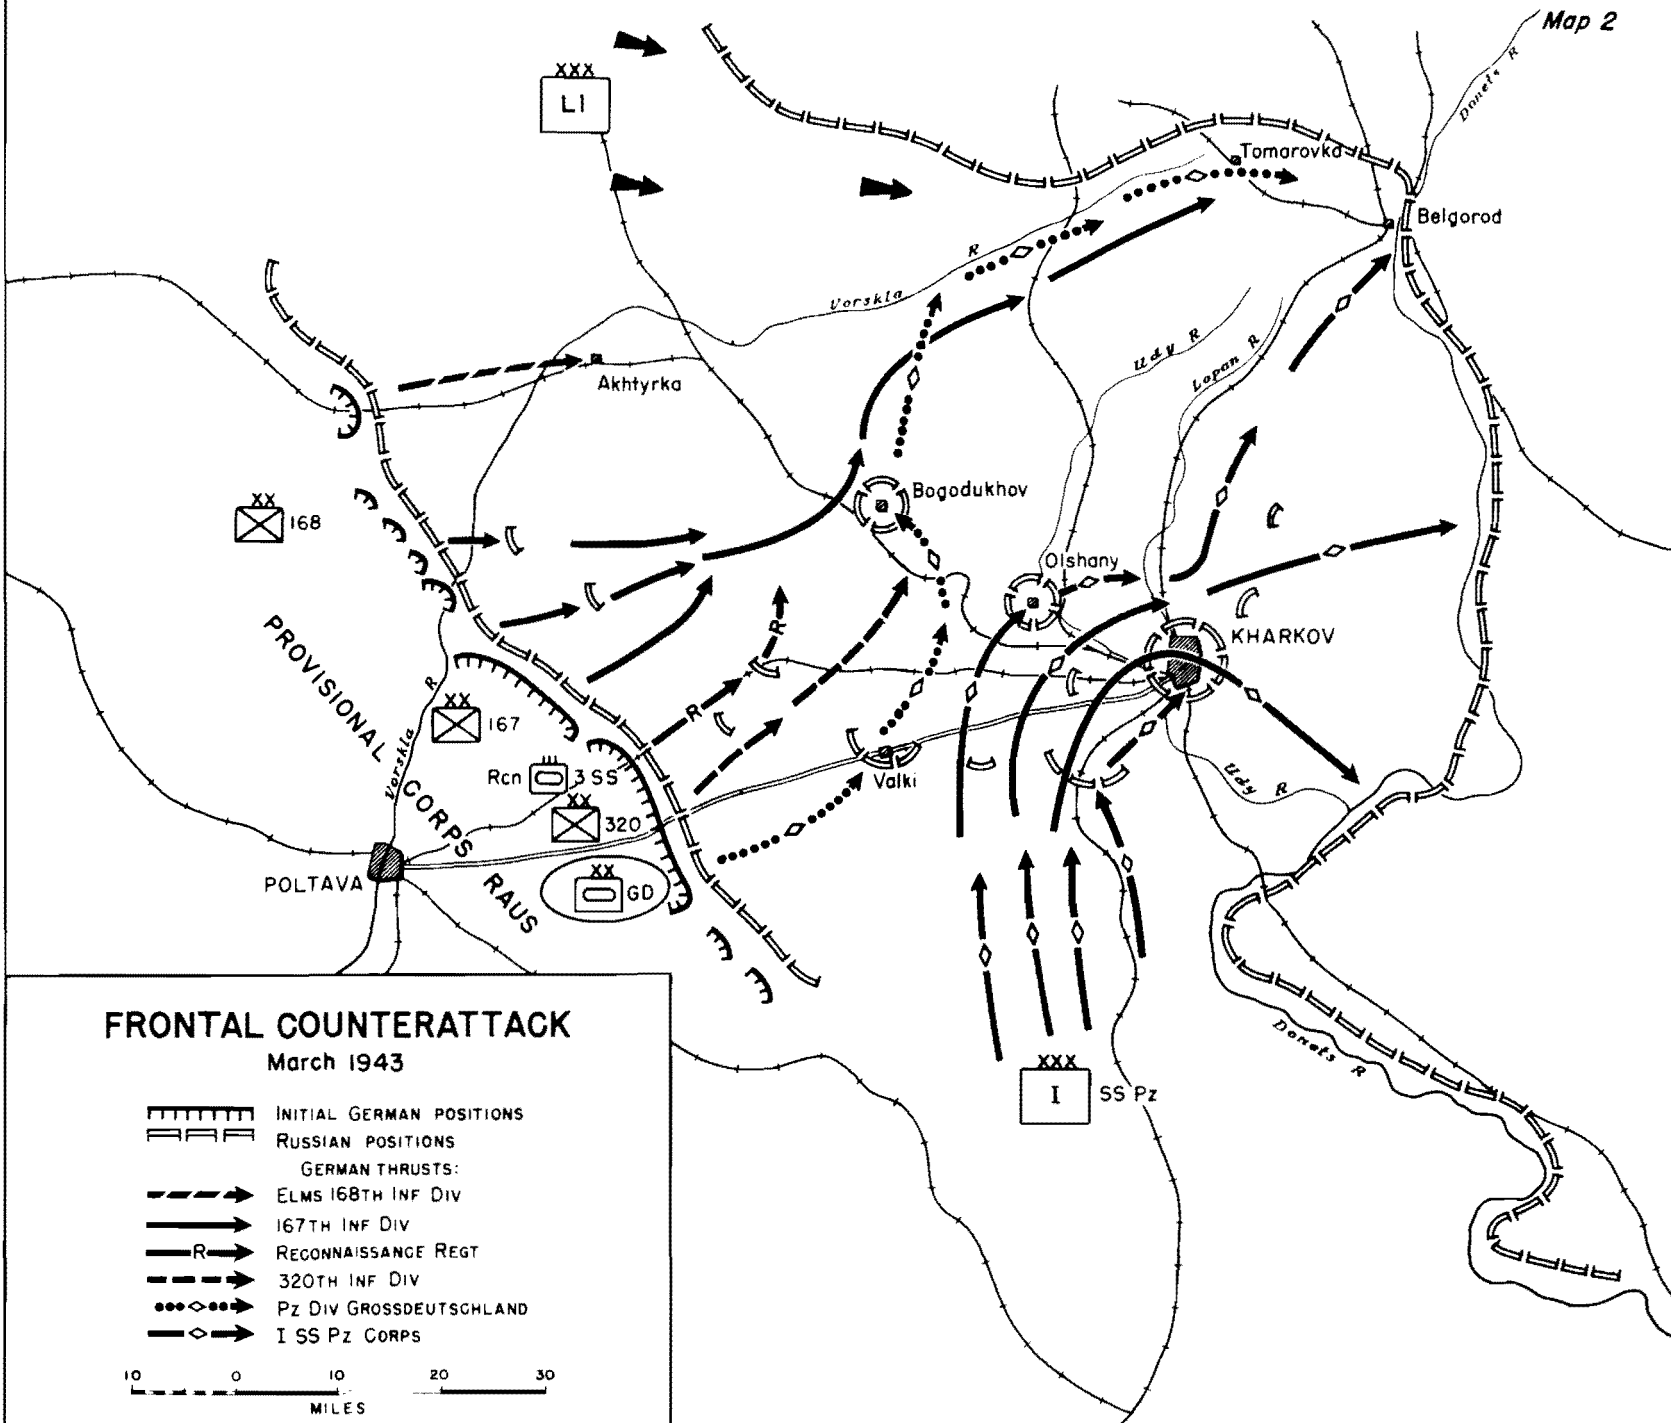 Map 2
XXX
LI
Donets R
Tomarovka
Belgorod
Vorskla R
Udy R
Lopan R
Akhtyrka
Bogodukhov
XX
168
Olshany
KHARKOV
PROVISIONAL CORPS RAUS
Vorskla R
XX
167
Rcn 3 SS
XX
320
Valki
Udy R
POLTAVA
XX
GD
R
R
Donets R
XXX
I SS Pz
FRONTAL COUNTERATTACK
March 1943
INITIAL GERMAN POSITIONS
RUSSIAN POSITIONS
GERMAN THRUSTS:
ELMS 168TH INF DIV
167TH INF DIV
R RECONNAISSANCE REGT
320TH INF DIV
PZ DIV GROSSDEUTSCHLAND
I SS PZ CORPS
10 0 10 20 30
MILES